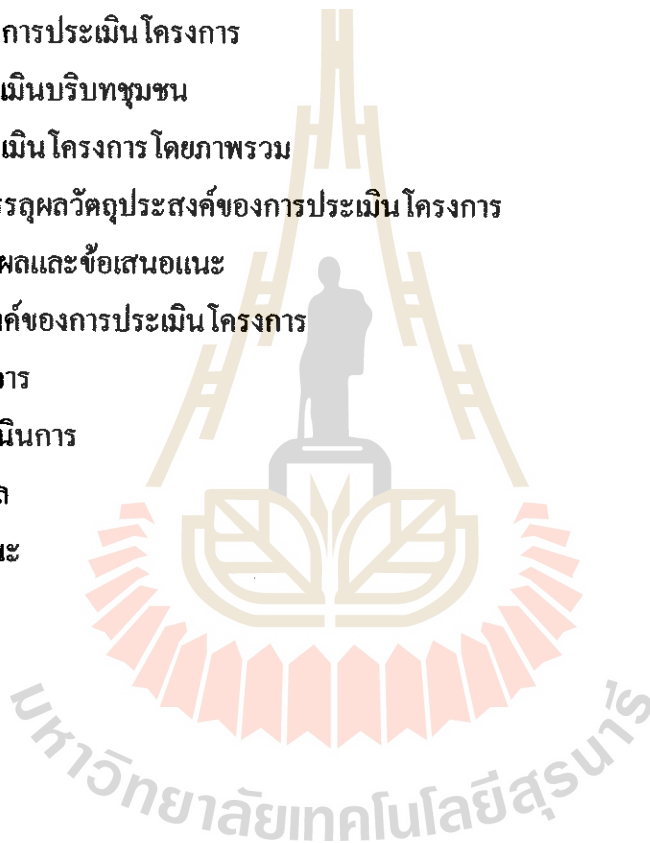 การประเมินโครงการ
เมินบริบทชุมชน
เมินโครงการโดยภาพรวม
รรลุผลวัตถุประสงค์ของการประเมินโครงการ
ผลและข้อเสนอแนะ
งค์ของการประเมินโครงการ
การ
นินการ
ล
นะ
มหาวิทยาลัยเทคโนโลยีสุรนารี